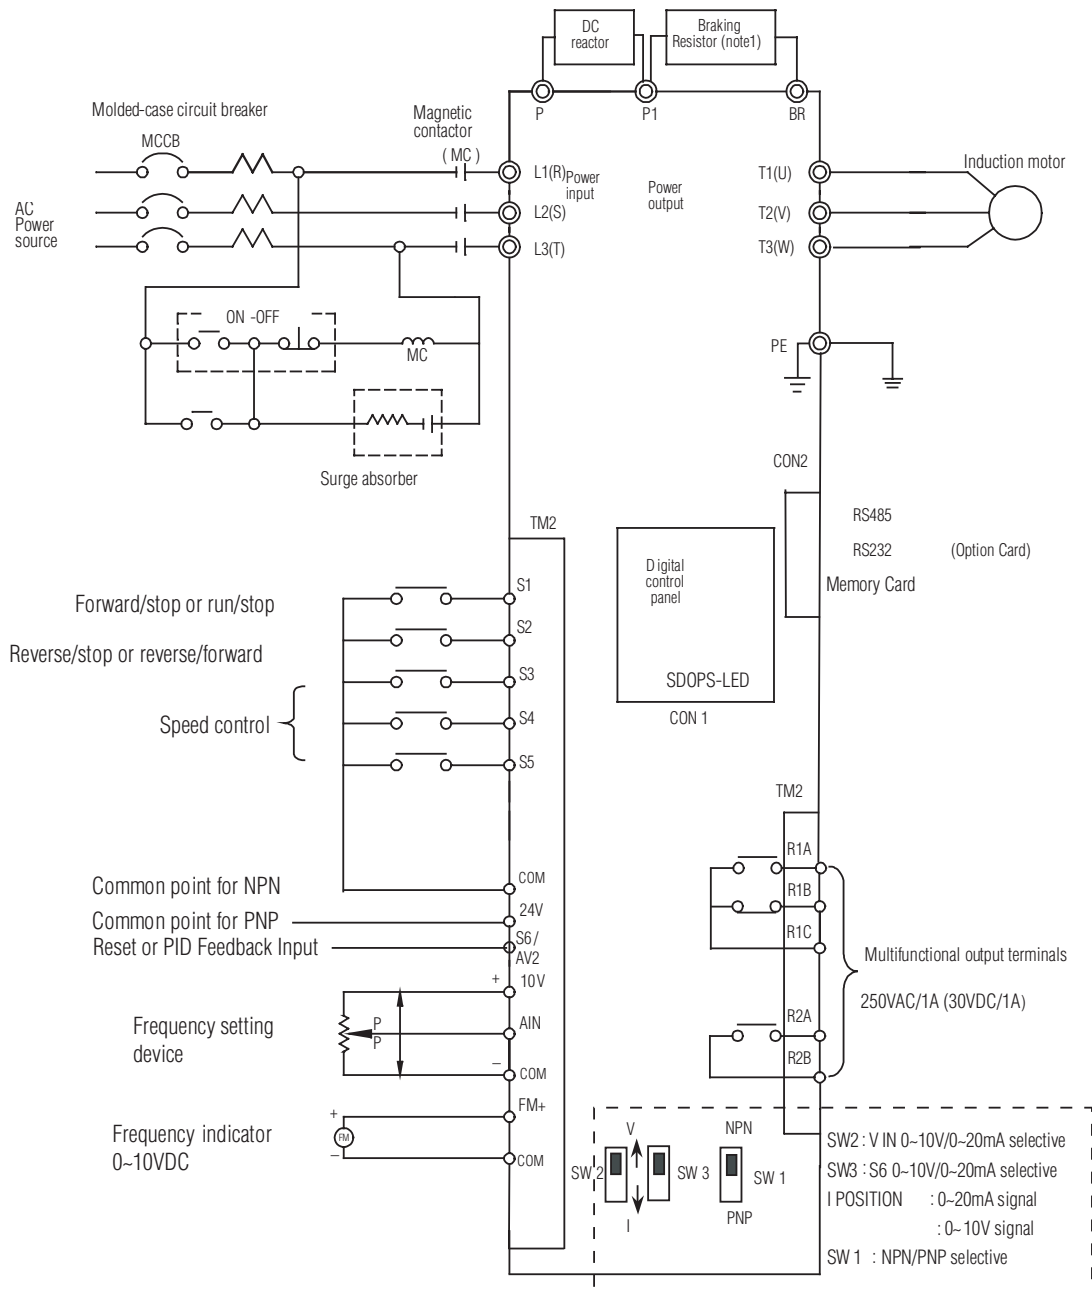 DC
reactor
Braking
Resistor (note1)
P
P1
BR
Molded-case circuit breaker
MCCB
Magnetic
contactor
( MC )
AC
Power
source
L1(R)
Power
input
L2(S)
L3(T)
Power
output
T1(U)
T2(V)
T3(W)
Induction motor
ON -OFF
MC
Surge absorber
PE
CON2
RS485
RS232
(Option Card)
Memory Card
TM2
Digital
control
panel
SDOPS-LED
CON 1
Forward/stop or run/stop
S1
Reverse/stop or reverse/forward
S2
S3
Speed control
S4
S5
TM2
R1A
R1B
R1C
Multifunctional output terminals
250VAC/1A (30VDC/1A)
R2A
R2B
Common point for NPN
COM
Common point for PNP
24V
Reset or PID Feedback Input
S6 /
AV2
+
10V
Frequency setting
device
P
P
AIN
–
COM
FM+
Frequency indicator
0~10VDC
+
FM
–
COM
V
NPN
SW 2
SW 3
SW 1
I
PNP
SW2 : V IN 0~10V/0~20mA selective
SW3 : S6 0~10V/0~20mA selective
I POSITION : 0~20mA signal
: 0~10V signal
SW 1 : NPN/PNP selective